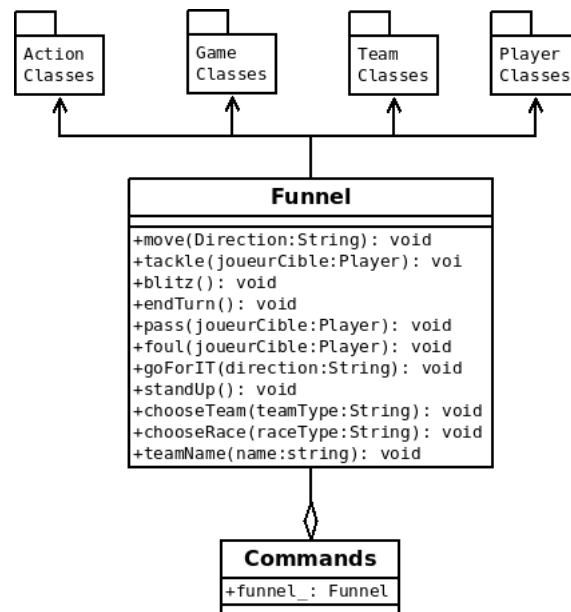 Action
Classes
Game
Classes
Team
Classes
Player
Classes
Funnel
+move(Direction:String): void
+tackle(joueurCible:Player): voi
+blitz(): void
+endTurn(): void
+pass(joueurCible:Player): void
+foul(joueurCible:Player): void
+goForIT(direction:String): void
+standUp(): void
+chooseTeam(teamType:String): void
+chooseRace(raceType:String): void
+teamName(name:string): void
Commands
+funnel_: Funnel